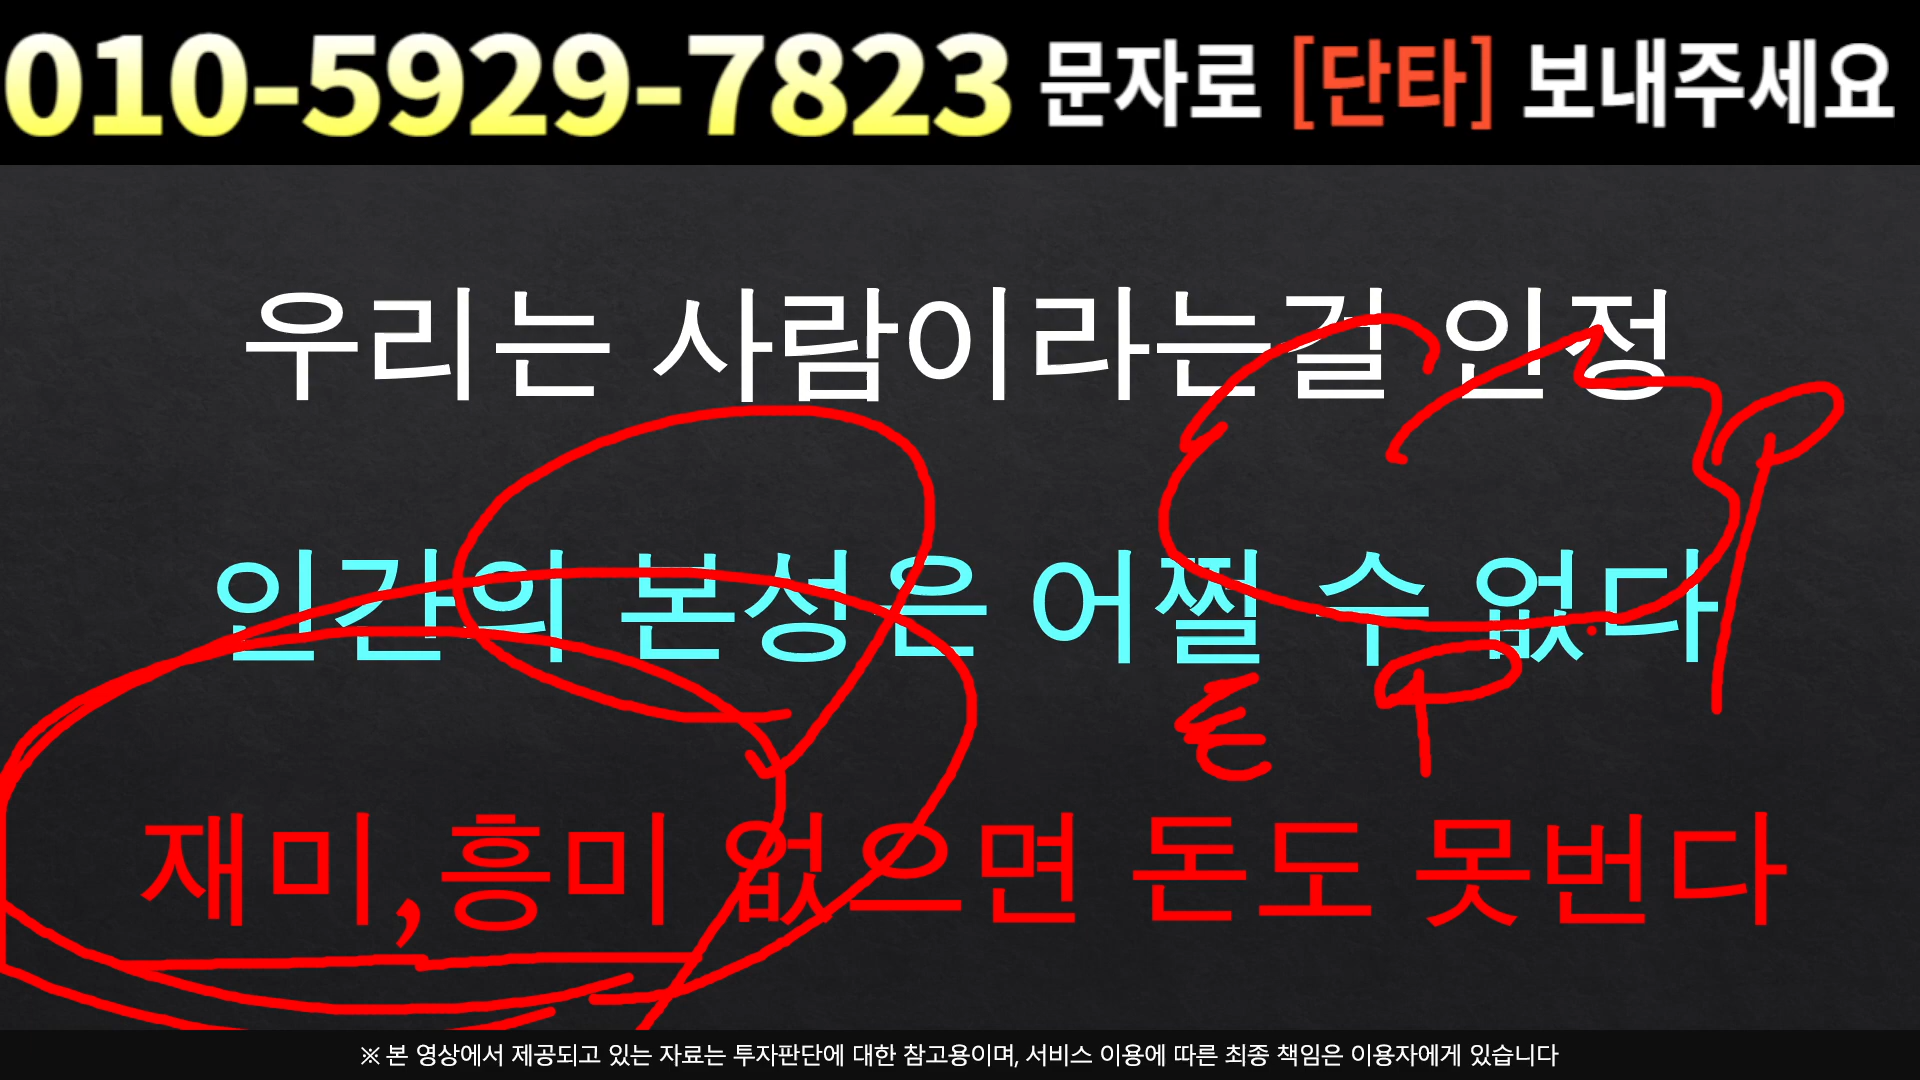 010-5929-7823 문자로 [단타] 보내주세요
우리는 사람이라는걸 인정
인간의 본성은 어쩔 수 없다
재미,흥미 없으면 돈도 못번다
※ 본 영상에서 제공되고 있는 자료는 투자판단에 대한 참고용이며, 서비스 이용에 따른 최종 책임은 이용자에게 있습니다